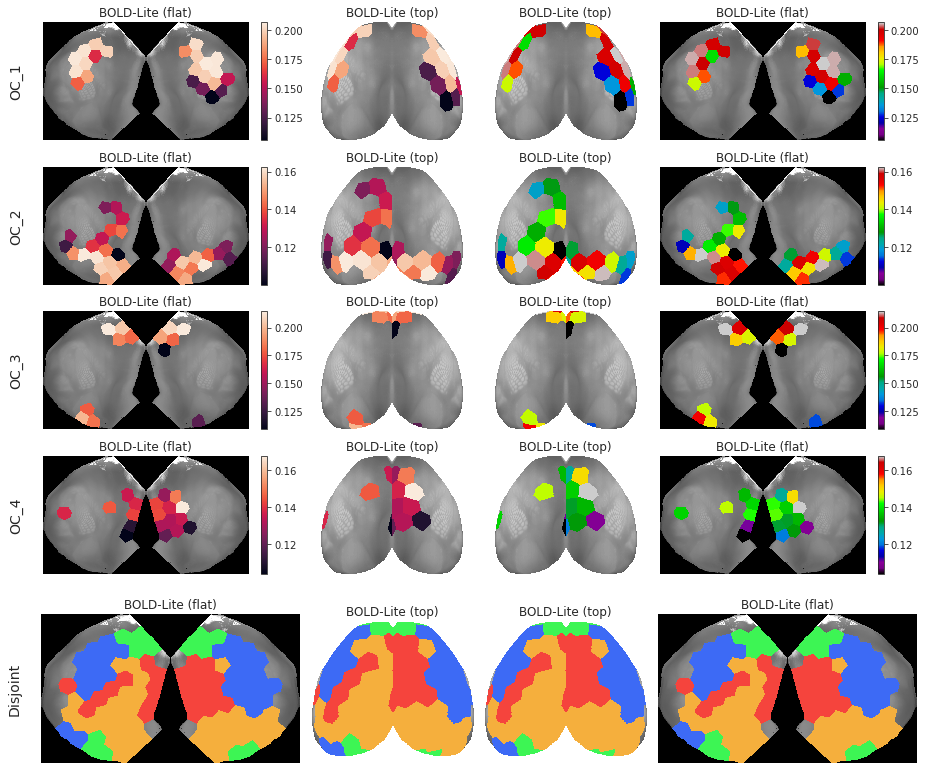 BOLD-Lite (flat) BOLD-Lite (top) BOLD-Lite (top) BOLD-Lite (flat)
OC_1
0.200 0.200
0.175 0.175
0.150 0.150
0.125 0.125
BOLD-Lite (flat) BOLD-Lite (top) BOLD-Lite (top) BOLD-Lite (flat)
OC_2
0.16 0.16
0.14 0.14
0.12 0.12
BOLD-Lite (flat) BOLD-Lite (top) BOLD-Lite (top) BOLD-Lite (flat)
OC_3
0.200 0.200
0.175 0.175
0.150 0.150
0.125 0.125
BOLD-Lite (flat) BOLD-Lite (top) BOLD-Lite (top) BOLD-Lite (flat)
OC_4
0.16 0.16
0.14 0.14
0.12 0.12
BOLD-Lite (flat) BOLD-Lite (top) BOLD-Lite (top) BOLD-Lite (flat)
Disjoint